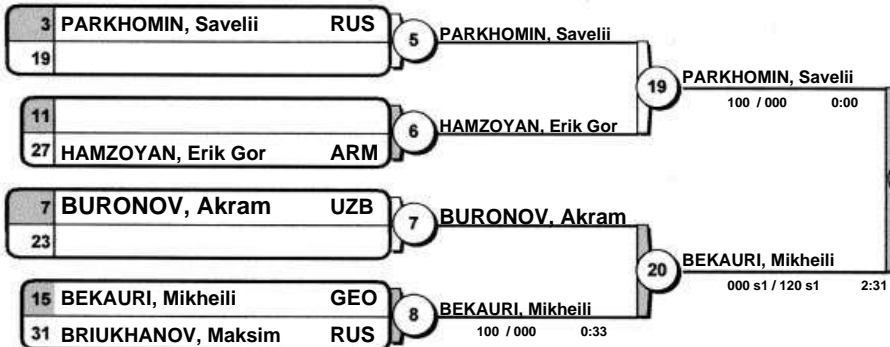 3 PARKHOMIN, Savelii RUS
19
5
PARKHOMIN, Savelii
11
27 HAMZOYAN, Erik Gor ARM
6
HAMZOYAN, Erik Gor
19
PARKHOMIN, Savelii
100 / 000 0:00
7 BURONOV, Akram UZB
23
7
BURONOV, Akram
15 BEKAURI, Mikheili GEO
31 BRIUKHANOV, Maksim RUS
8
BEKAURI, Mikheili
100 / 000 0:33
20
BEKAURI, Mikheili
000 s1 / 120 s1 2:31